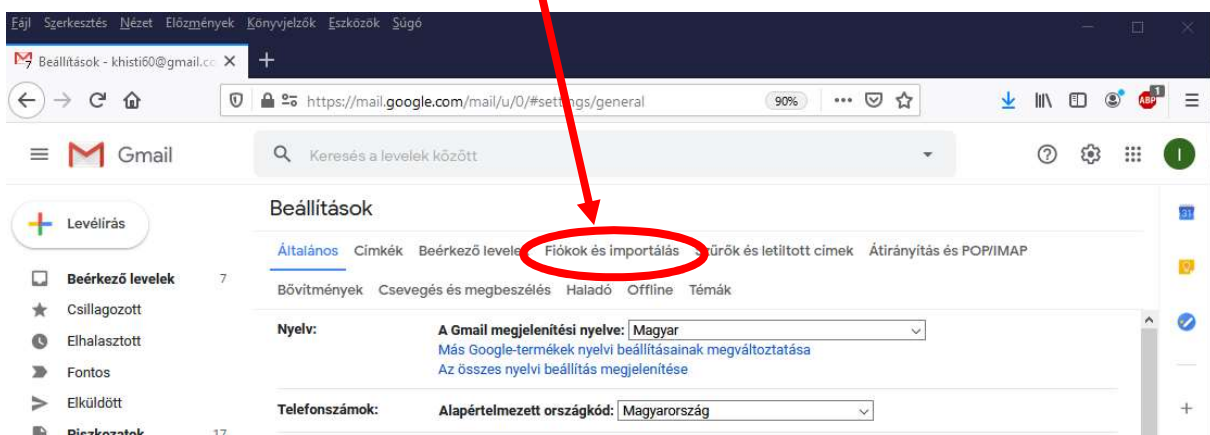 Fájl Szerkesztés Nézet Előzmények Könyvjelzők Eszközök Súgó
Beállítások - khisti60@gmail.co
https://mail.google.com/mail/u/0/#settings/general 90% ABP 1
Gmail Keresés a levelek között I
Levélírás
Beállítások
31
Általános Címkék Beérkező levelek Fiókok és importálás Szűrők és letiltott címek Átirányítás és POP/IMAP
Bővítmények Csevegés és megbeszélés Haladó Offline Témák
Beérkező levelek 7
Csillagozott
Elhalasztott
Fontos
Elküldött
Piszkozatok 17
Nyelv: A Gmail megjelenítési nyelve: Magyar
Más Google-termékek nyelvi beállításainak megváltoztatása
Az összes nyelvi beállítás megjelenítése
Telefonszámok: Alapértelmezett országkód: Magyarország